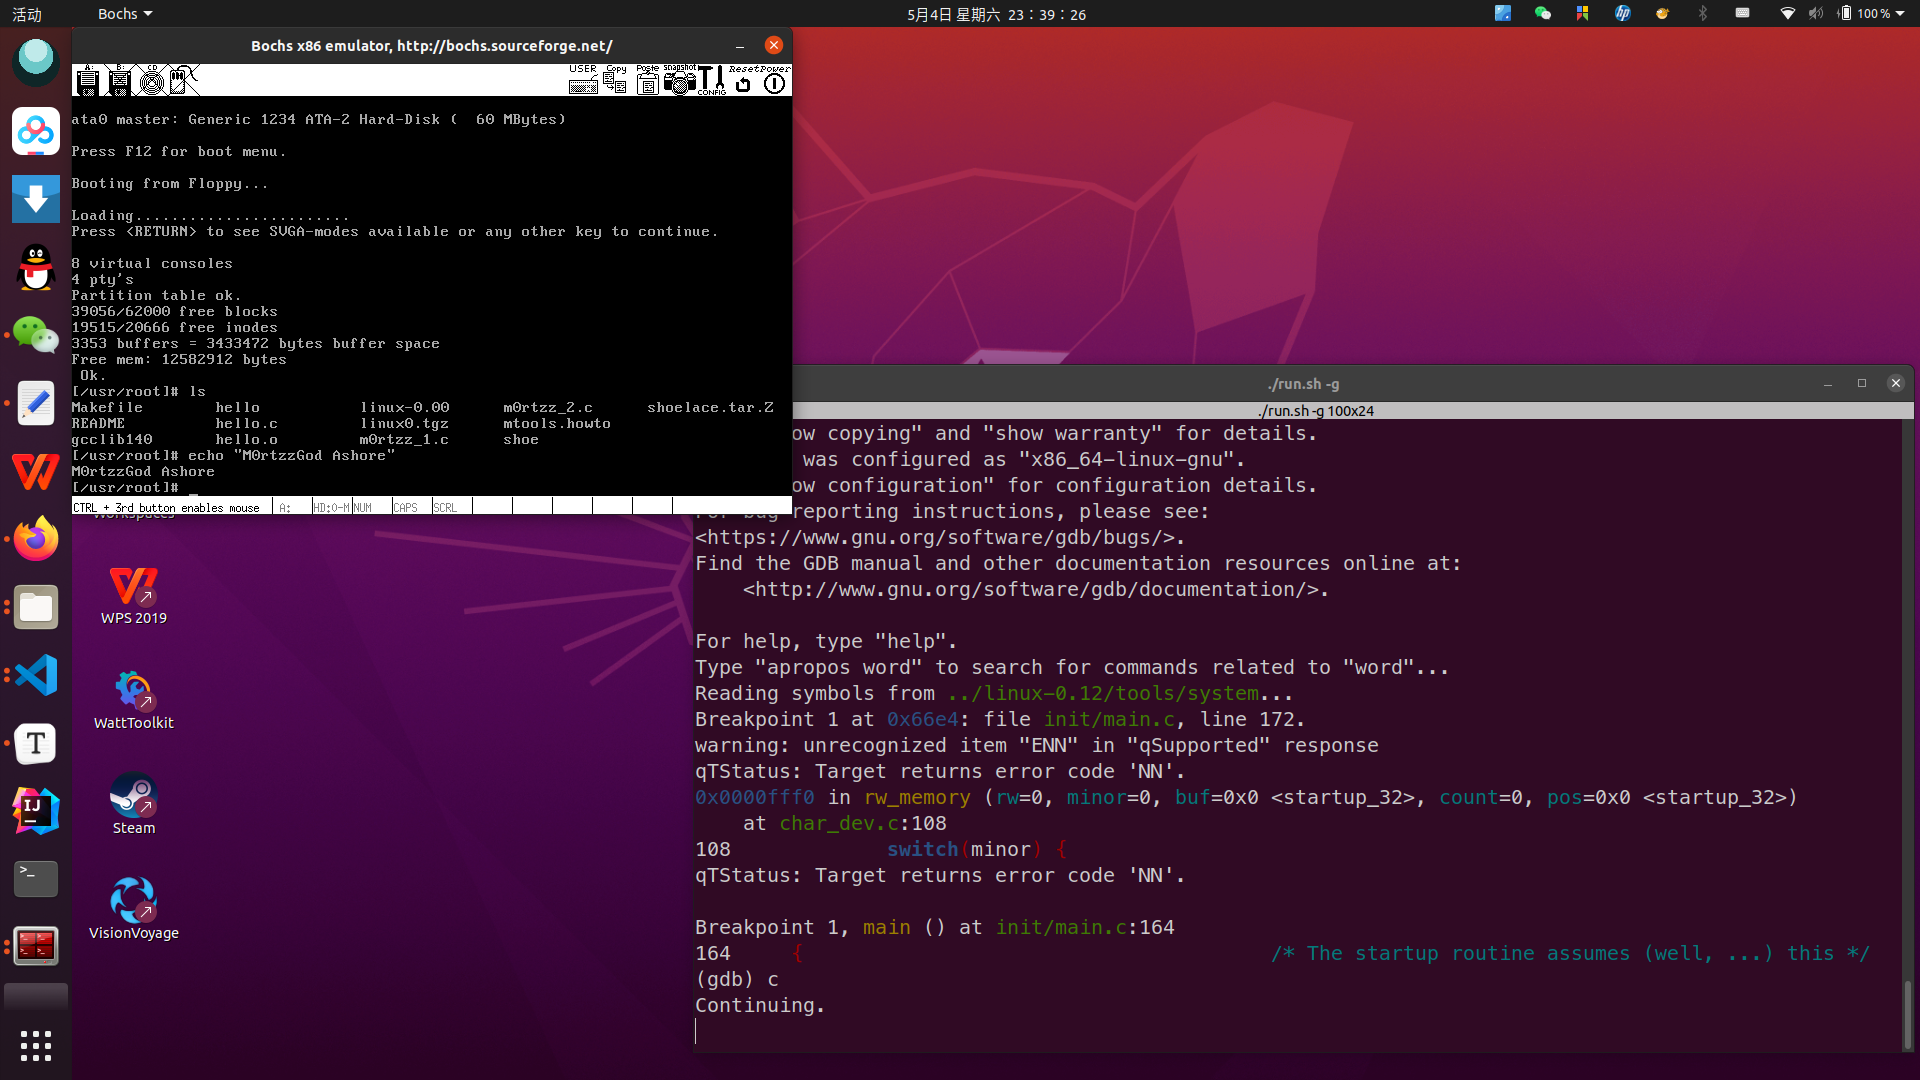 活动
Bochs
5月4日 星期六 23：39：26
100 %
Bochs x86 emulator, http://bochs.sourceforge.net/
A:
B:
CD
USER
Copy
Paste
snapshot
CONFIG
Reset
Power
ata0 master: Generic 1234 ATA-2 Hard-Disk (  60 MBytes)
Press F12 for boot menu.
Booting from Floppy...
Loading........................
Press <RETURN> to see SVGA-modes available or any other key to continue.
8 virtual consoles
4 pty's
Partition table ok.
39056/62000 free blocks
19515/20666 free inodes
3353 buffers = 3433472 bytes buffer space
Free mem: 12582912 bytes
Ok.
[/usr/root]# ls
Makefile hello linux-0.00 m0rtzz_2.c shoelace.tar.Z
README hello.c linux0.tgz mtools.howto
gcclib140 hello.o m0rtzz_1.c shoe
[/usr/root]# echo "M0rtzzGod Ashore"
M0rtzzGod Ashore
[/usr/root]# _
CTRL + 3rd button enables mouse A: HD:0-M NUM CAPS SCRL
WPS 2019
WattToolkit
Steam
VisionVoyage
./run.sh -g
./run.sh -g 100x24
ow copying" and "show warranty" for details.
was configured as "x86_64-linux-gnu".
ow configuration" for configuration details.
For bug reporting instructions, please see:
<https://www.gnu.org/software/gdb/bugs/>.
Find the GDB manual and other documentation resources online at:
<http://www.gnu.org/software/gdb/documentation/>.
For help, type "help".
Type "apropos word" to search for commands related to "word"...
Reading symbols from ../linux-0.12/tools/system...
Breakpoint 1 at 0x66e4: file init/main.c, line 172.
warning: unrecognized item "ENN" in "qSupported" response
qTStatus: Target returns error code 'NN'.
0x0000fff0 in rw_memory (rw=0, minor=0, buf=0x0 <startup_32>, count=0, pos=0x0 <startup_32>)
at char_dev.c:108
108 switch(minor) {
qTStatus: Target returns error code 'NN'.
Breakpoint 1, main () at init/main.c:164
164 { /* The startup routine assumes (well, ...) this */
(gdb) c
Continuing.